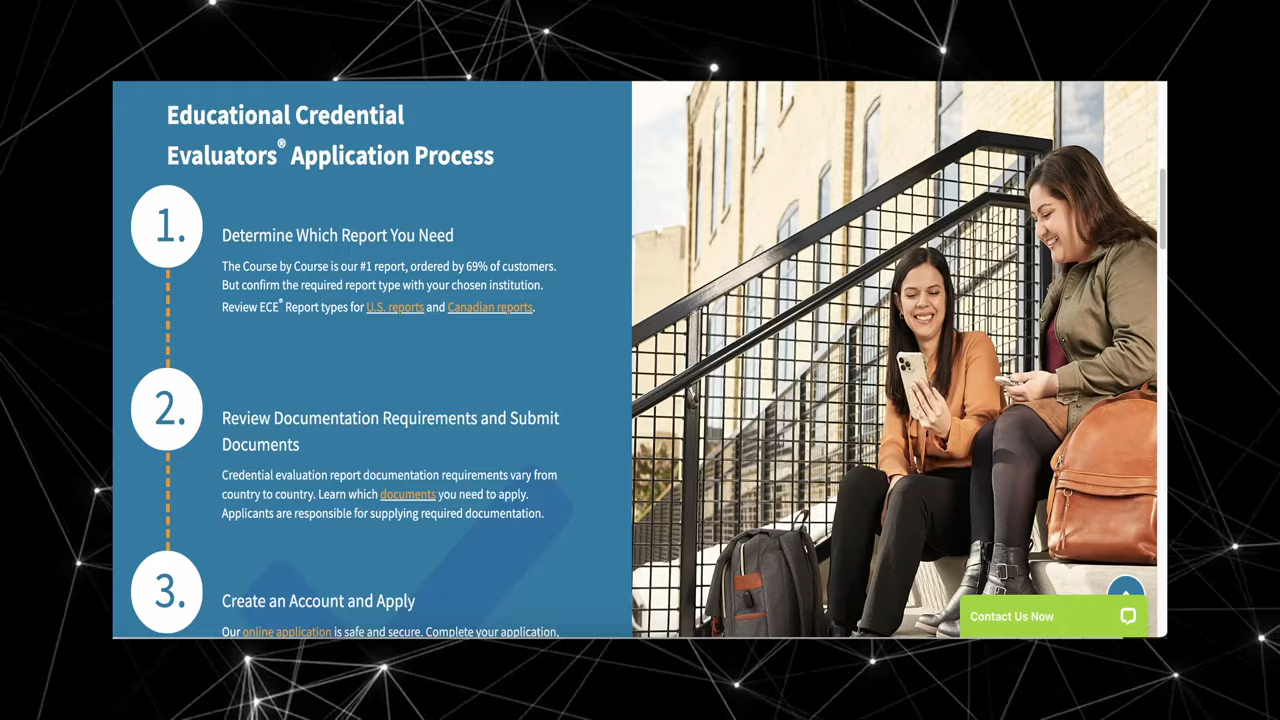 Educational Credential
Evaluators® Application Process
1.
Determine Which Report You Need
The Course by Course is our #1 report, ordered by 69% of customers.
But confirm the required report type with your chosen institution.
Review ECE® Report types for U.S. reports and Canadian reports.
2.
Review Documentation Requirements and Submit
Documents
Credential evaluation report documentation requirements vary from
country to country. Learn which documents you need to apply.
Applicants are responsible for supplying required documentation.
3.
Create an Account and Apply
Our online application is safe and secure. Complete your application,
Contact Us Now